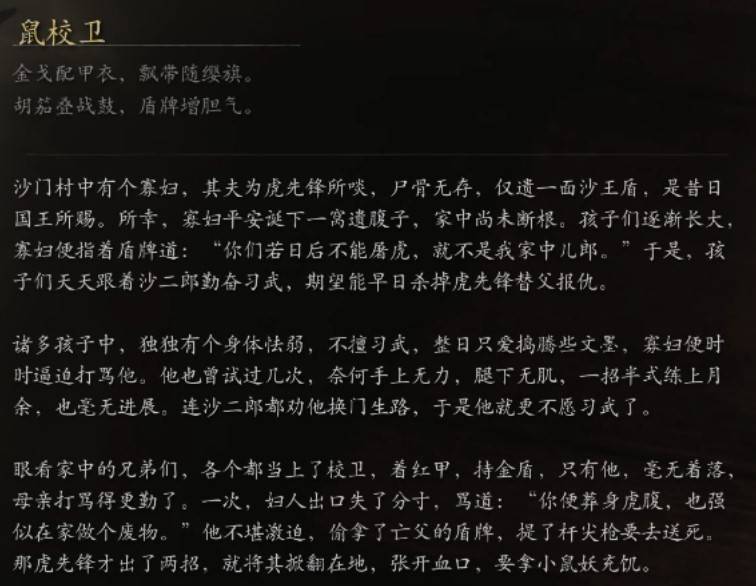 鼠校卫
金戈配甲衣，飘带随缨旗。
胡笳叠战鼓，盾牌增胆气。
沙门村中有个寡妇，其夫为虎先锋所啖，尸骨无存，仅遗一面沙王盾，是昔日
国王所赐。所幸，寡妇平安诞下一窝遗腹子，家中尚未断根。孩子们逐渐长大，
寡妇便指着盾牌道：“你们若日后不能屠虎，就不是我家中儿郎。”于是，孩
子们天天跟着沙二郎勤奋习武，期望能早日杀掉虎先锋替父报仇。
诸多孩子中，独独有个身体怯弱，不擅习武，整日只爱捣腾些文墨，寡妇便时
时逼迫打骂他。他也曾试过几次，奈何手上无力，腿下无肌，一招半式练上月
余，也毫无进展。连沙二郎都劝他换门生路，于是他就更不愿习武了。
眼看家中的兄弟们，各个都当上了校卫，着红甲，持金盾，只有他，毫无着落，
母亲打骂得更勤了。一次，妇人出口失了分寸，骂道：“你便葬身虎腹，也强
似在家做个废物。”他不堪激迫，偷拿了亡父的盾牌，提了杆尖枪要去送死。
那虎先锋才出了两招，就将其掀翻在地，张开血口，要拿小鼠妖充饥。